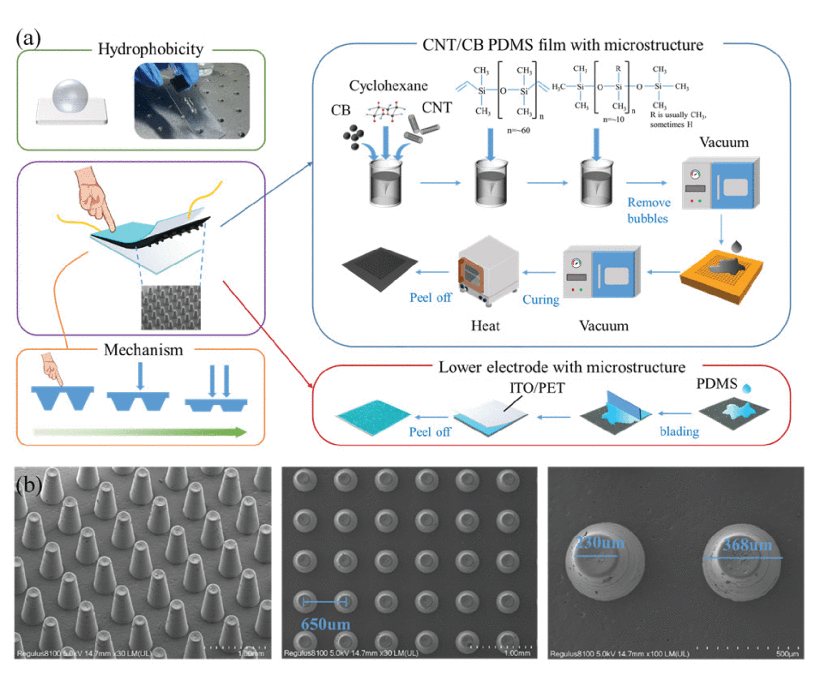 (a)
Hydrophobicity
CNT/CB PDMS film with microstructure
Cyclohexane
CB
CNT
CH3
CH3
Si
O
Si
CH3
CH3
n
n=~60
CH3
R
CH3
H3C
Si
O
Si
O
Si
CH3
CH3
CH3
CH3
n
n=~10
R is usually CH3,
sometimes H
Vacuum
Remove
bubbles
Peel off
Heat
Curing
Vacuum
Mechanism
Lower electrode with microstructure
ITO/PET
PDMS
Peel off
blading
(b)
650um
230um
368um
Regulus8100 5.0kV 14.7mm x30 LM(UL)
1.00mm
Regulus8100 5.0kV 14.7mm x30 LM(UL)
1.00mm
Regulus8100 5.0kV 14.7mm x100 LM(UL)
500µm